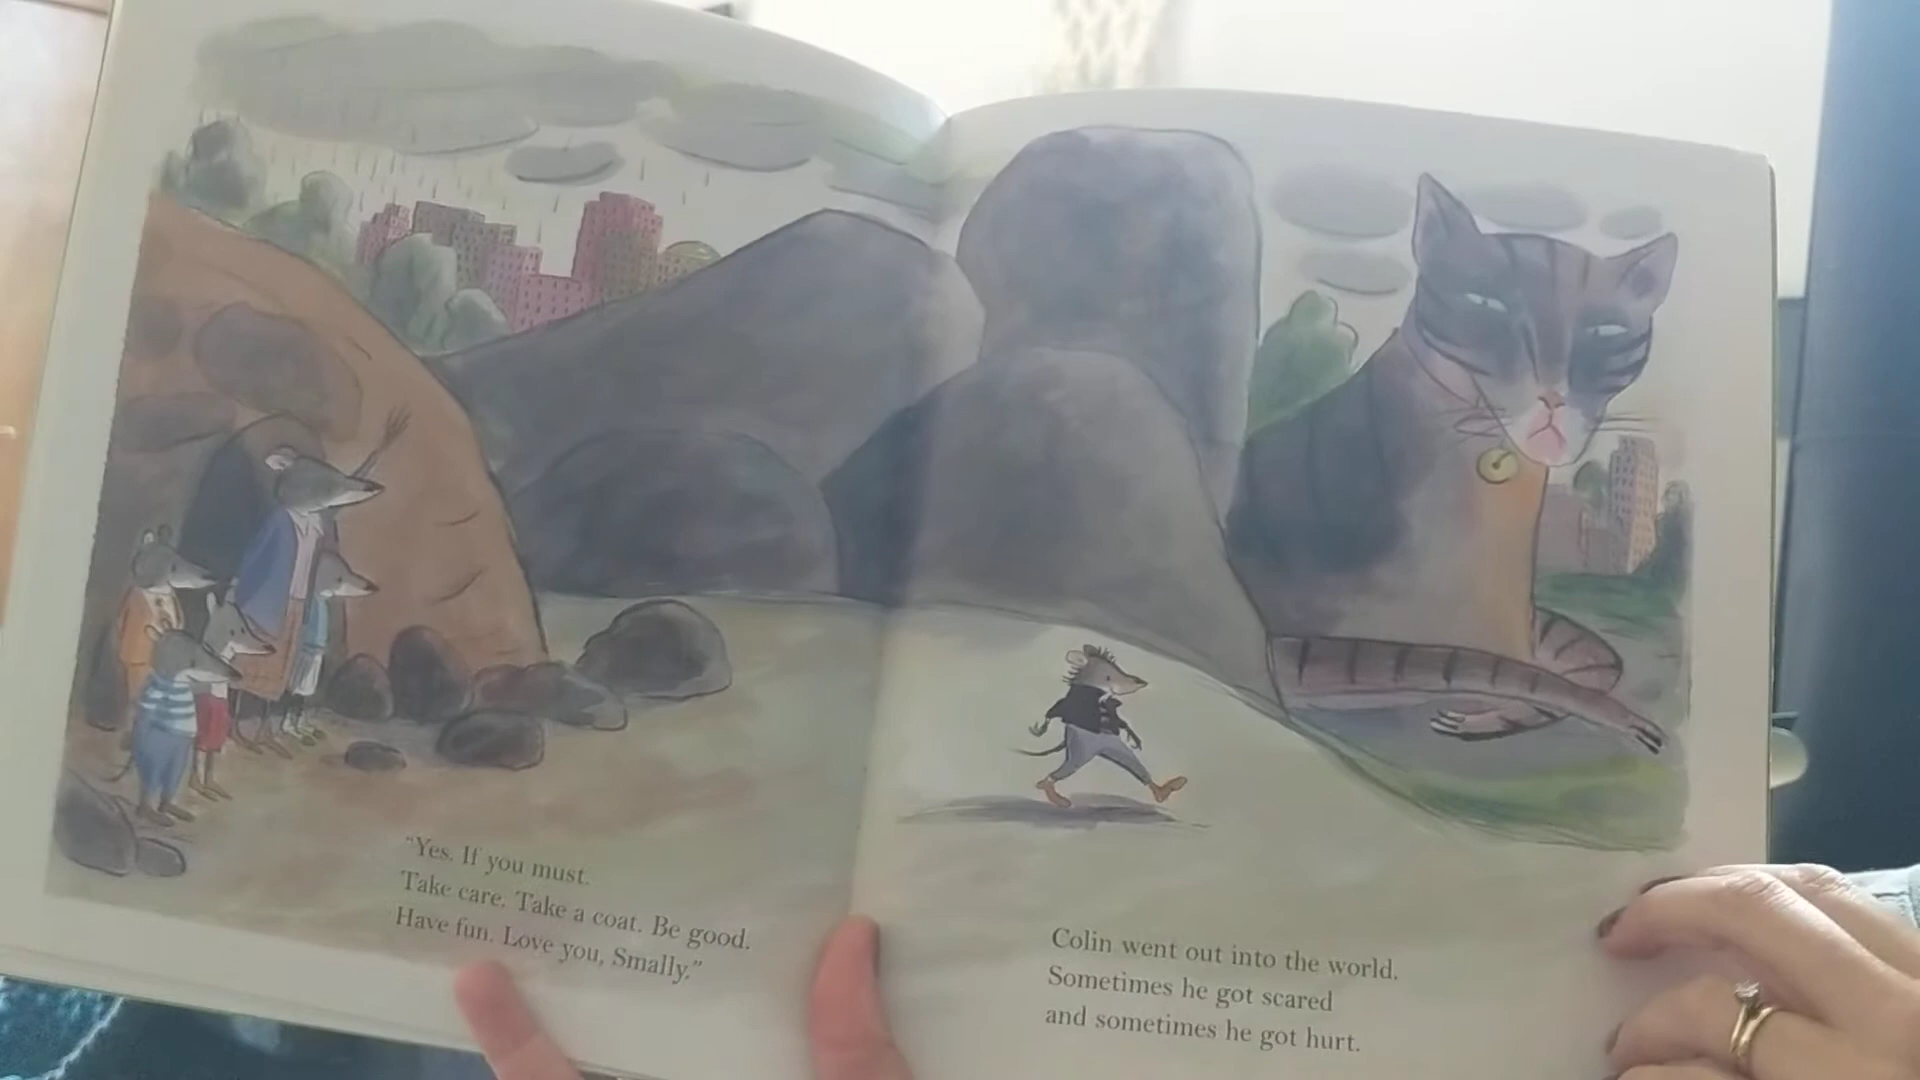 "Yes. If you must.
Take care. Take a coat. Be good.
Have fun. Love you, Smally."
Colin went out into the world.
Sometimes he got scared
and sometimes he got hurt.